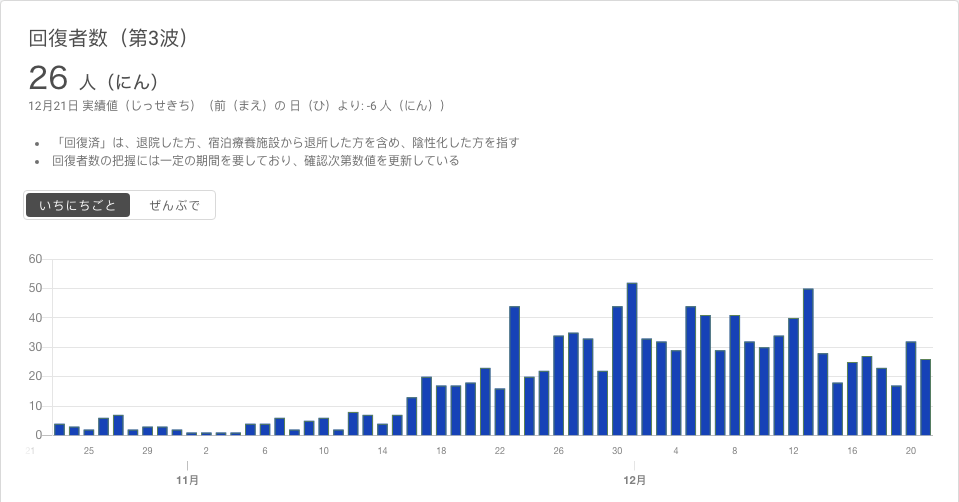 回復者数（第3波）
26 人（にん）
12月21日 実績値（じっせきち）（前（まえ）の 日（ひ）より: -6 人（にん））
• 「回復済」は、退院した方、宿泊療養施設から退所した方を含め、陰性化した方を指す
• 回復者数の把握には一定の期間を要しており、確認次第数値を更新している
いちにちごと ぜんぶで
60
50
40
30
20
10
0
21 25 29 2 6 10 14 18 22 26 30 4 8 12 16 20
11月 12月